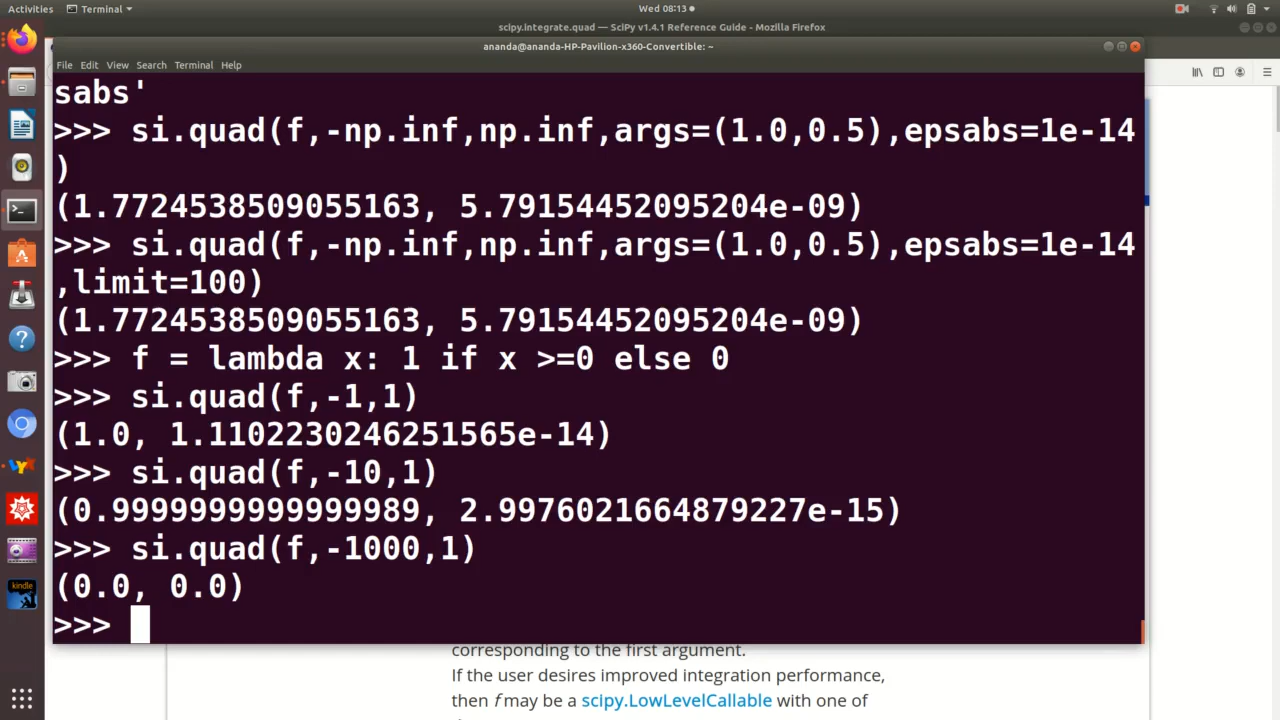 Activities
Terminal
Wed 08:13
scipy.integrate.quad — SciPy v1.4.1 Reference Guide - Mozilla Firefox
ananda@ananda-HP-Pavilion-x360-Convertible: ~
File Edit View Search Terminal Help
sabs'
>>> si.quad(f,-np.inf,np.inf,args=(1.0,0.5),epsabs=1e-14
)
(1.7724538509055163, 5.79154452095204e-09)
>>> si.quad(f,-np.inf,np.inf,args=(1.0,0.5),epsabs=1e-14
,limit=100)
(1.7724538509055163, 5.79154452095204e-09)
>>> f = lambda x: 1 if x >=0 else 0
>>> si.quad(f,-1,1)
(1.0, 1.1102230246251565e-14)
>>> si.quad(f,-10,1)
(0.9999999999999989, 2.9976021664879227e-15)
>>> si.quad(f,-1000,1)
(0.0, 0.0)
>>>
kindle
corresponding to the first argument.
If the user desires improved integration performance,
then f may be a scipy.LowLevelCallable with one of